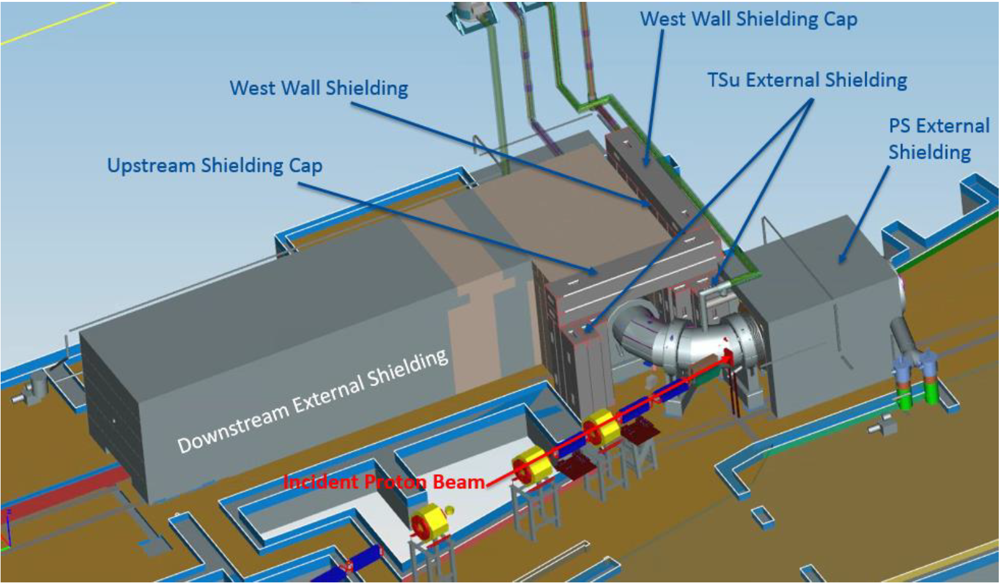 West Wall Shielding Cap
TSu External Shielding
West Wall Shielding
PS External
Shielding
Upstream Shielding Cap
Downstream External Shielding
Incident Proton Beam